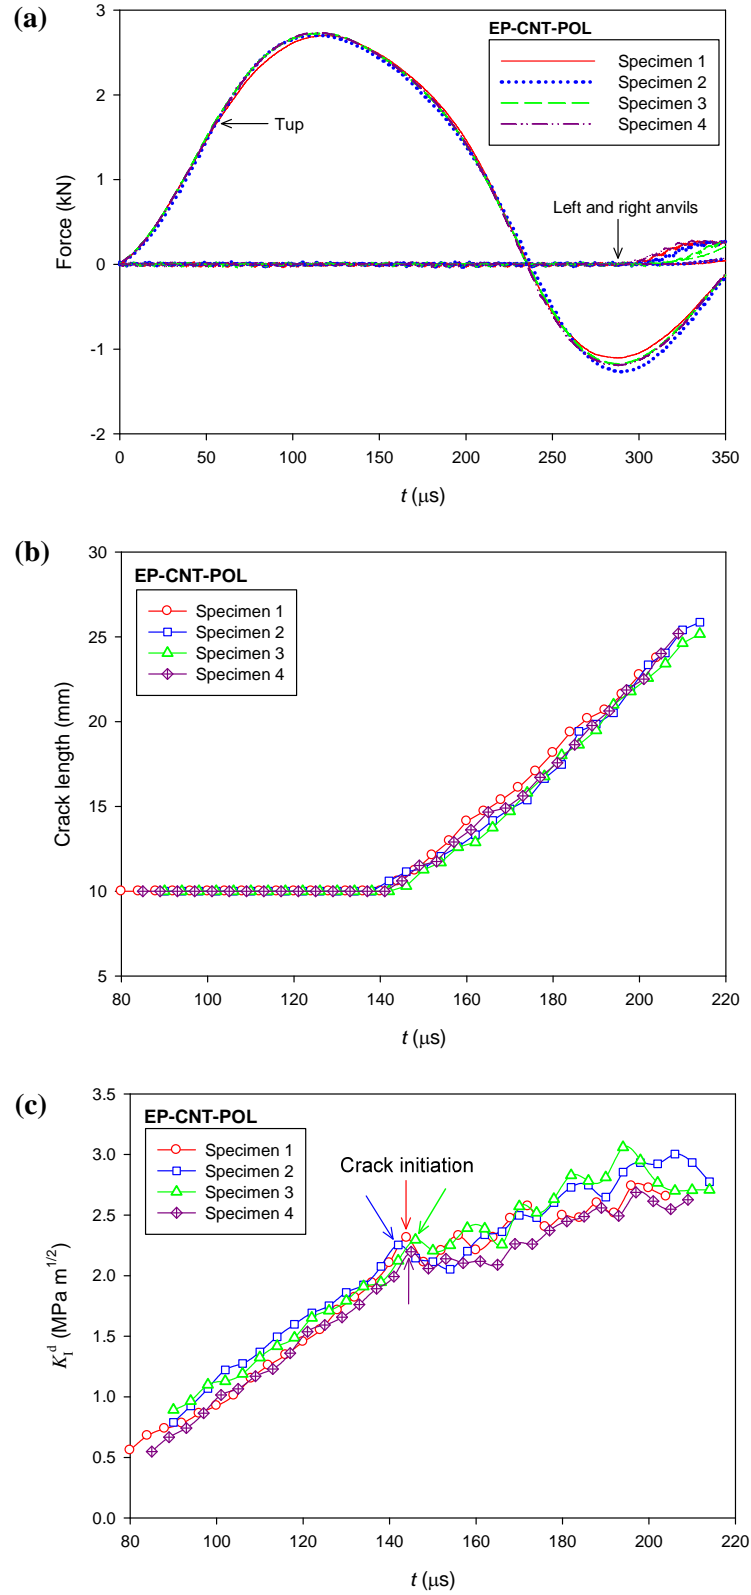 (a)
3
2
1
0
-1
-2
Force (kN)
EP-CNT-POL
Specimen 1
Specimen 2
Specimen 3
Specimen 4
Tup
Left and right anvils
0 50 100 150 200 250 300 350
t (μs)
(b)
30
25
20
15
10
5
Crack length (mm)
EP-CNT-POL
Specimen 1
Specimen 2
Specimen 3
Specimen 4
80 100 120 140 160 180 200 220
t (μs)
(c)
3.5
3.0
2.5
2.0
1.5
1.0
0.5
0.0
K_I^d (MPa m^1/2)
EP-CNT-POL
Specimen 1
Specimen 2
Specimen 3
Specimen 4
Crack initiation
80 100 120 140 160 180 200 220
t (μs)